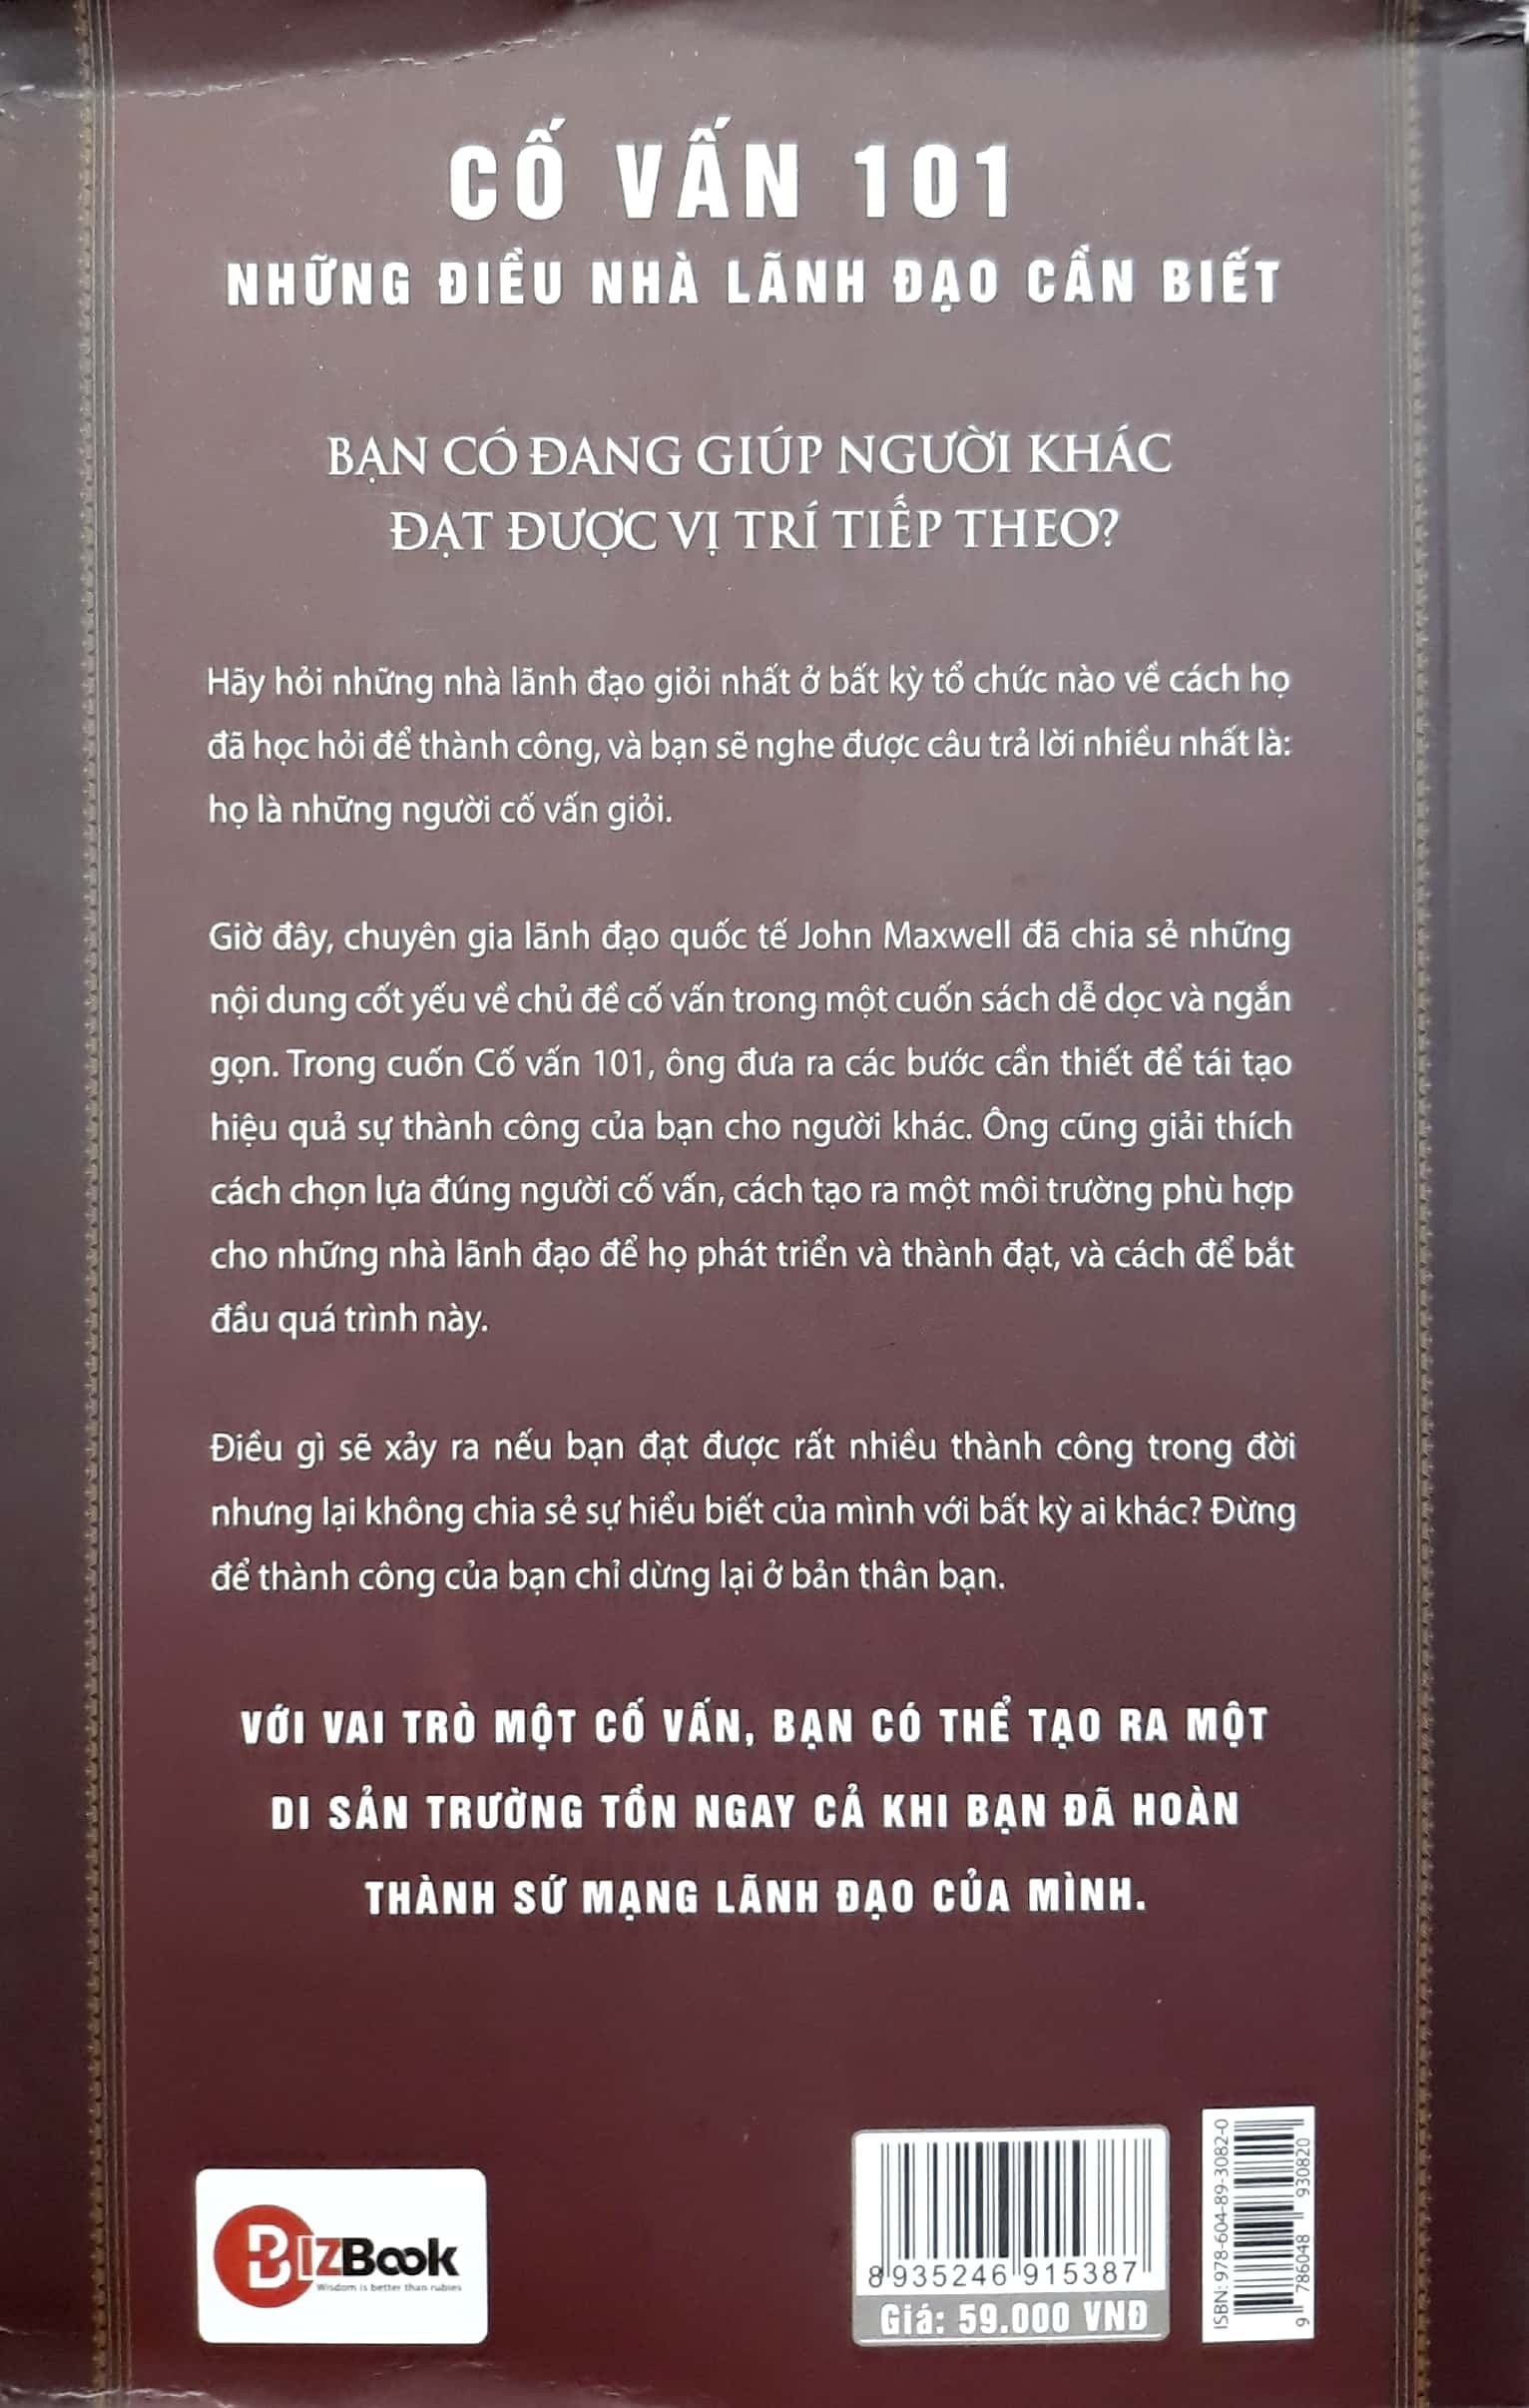 CỐ VẤN 101
NHỮNG ĐIỀU NHÀ LÃNH ĐẠO CẦN BIẾT
BẠN CÓ ĐANG GIÚP NGƯỜI KHÁC
ĐẠT ĐƯỢC VỊ TRÍ TIẾP THEO?
Hãy hỏi những nhà lãnh đạo giỏi nhất ở bất kỳ tổ chức nào về cách họ
đã học hỏi để thành công, và bạn sẽ nghe được câu trả lời nhiều nhất là:
họ là những người cố vấn giỏi.
Giờ đây, chuyên gia lãnh đạo quốc tế John Maxwell đã chia sẻ những
nội dung cốt yếu về chủ đề cố vấn trong một cuốn sách dễ dọc và ngắn
gọn. Trong cuốn Cố vấn 101, ông đưa ra các bước cần thiết để tái tạo
hiệu quả sự thành công của bạn cho người khác. Ông cũng giải thích
cách chọn lựa đúng người cố vấn, cách tạo ra một môi trường phù hợp
cho những nhà lãnh đạo để họ phát triển và thành đạt, và cách để bắt
đầu quá trình này.
Điều gì sẽ xảy ra nếu bạn đạt được rất nhiều thành công trong đời
nhưng lại không chia sẻ sự hiểu biết của mình với bất kỳ ai khác? Đừng
để thành công của bạn chỉ dừng lại ở bản thân bạn.
VỚI VAI TRÒ MỘT CỐ VẤN, BẠN CÓ THỂ TẠO RA MỘT
DI SẢN TRƯỜNG TỒN NGAY CẢ KHI BẠN ĐÃ HOÀN
THÀNH SỨ MẠNG LÃNH ĐẠO CỦA MÌNH.
BIZBook
Wisdom is better than rubies
8 935246 915387
Giá: 59.000 VNĐ
ISBN: 978-604-89-3082-0
9 786048 930820